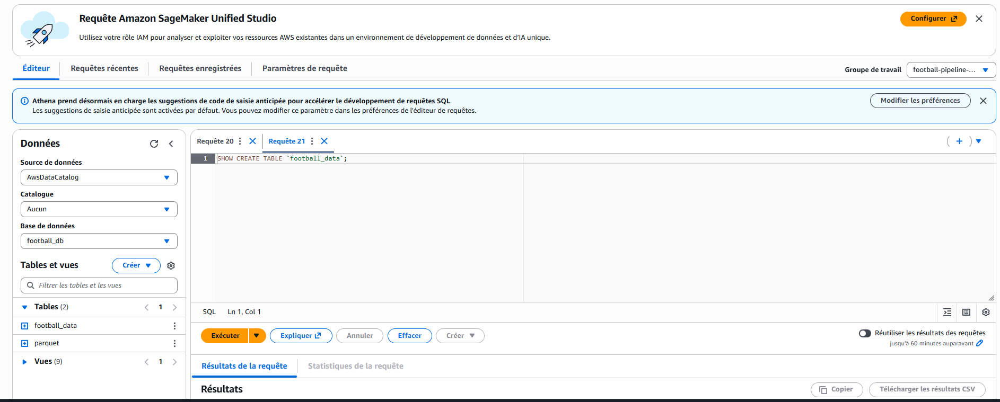 Requête Amazon SageMaker Unified Studio
Utilisez votre rôle IAM pour analyser et exploiter vos ressources AWS existantes dans un environnement de développement de données et d'IA unique.
Configurer
Éditeur
Requêtes récentes
Requêtes enregistrées
Paramètres de requête
Groupe de travail
football-pipeline-...
Athena prend désormais en charge les suggestions de code de saisie anticipée pour accélérer le développement de requêtes SQL
Les suggestions de saisie anticipée sont activées par défaut. Vous pouvez modifier ce paramètre dans les préférences de l'éditeur de requêtes.
Modifier les préférences
Données
Source de données
AwsDataCatalog
Catalogue
Aucun
Base de données
football_db
Tables et vues
Créer
Filtrer les tables et les vues
Tables (2)
1
football_data
parquet
Vues (9)
1
Requête 20
Requête 21
1 SHOW CREATE TABLE `football_data`;
SQL
Ln 1, Col 1
Exécuter
Expliquer
Annuler
Effacer
Créer
Réutiliser les résultats des requêtes
jusqu'à 60 minutes auparavant
Résultats de la requête
Statistiques de la requête
Résultats
Copier
Télécharger les résultats CSV